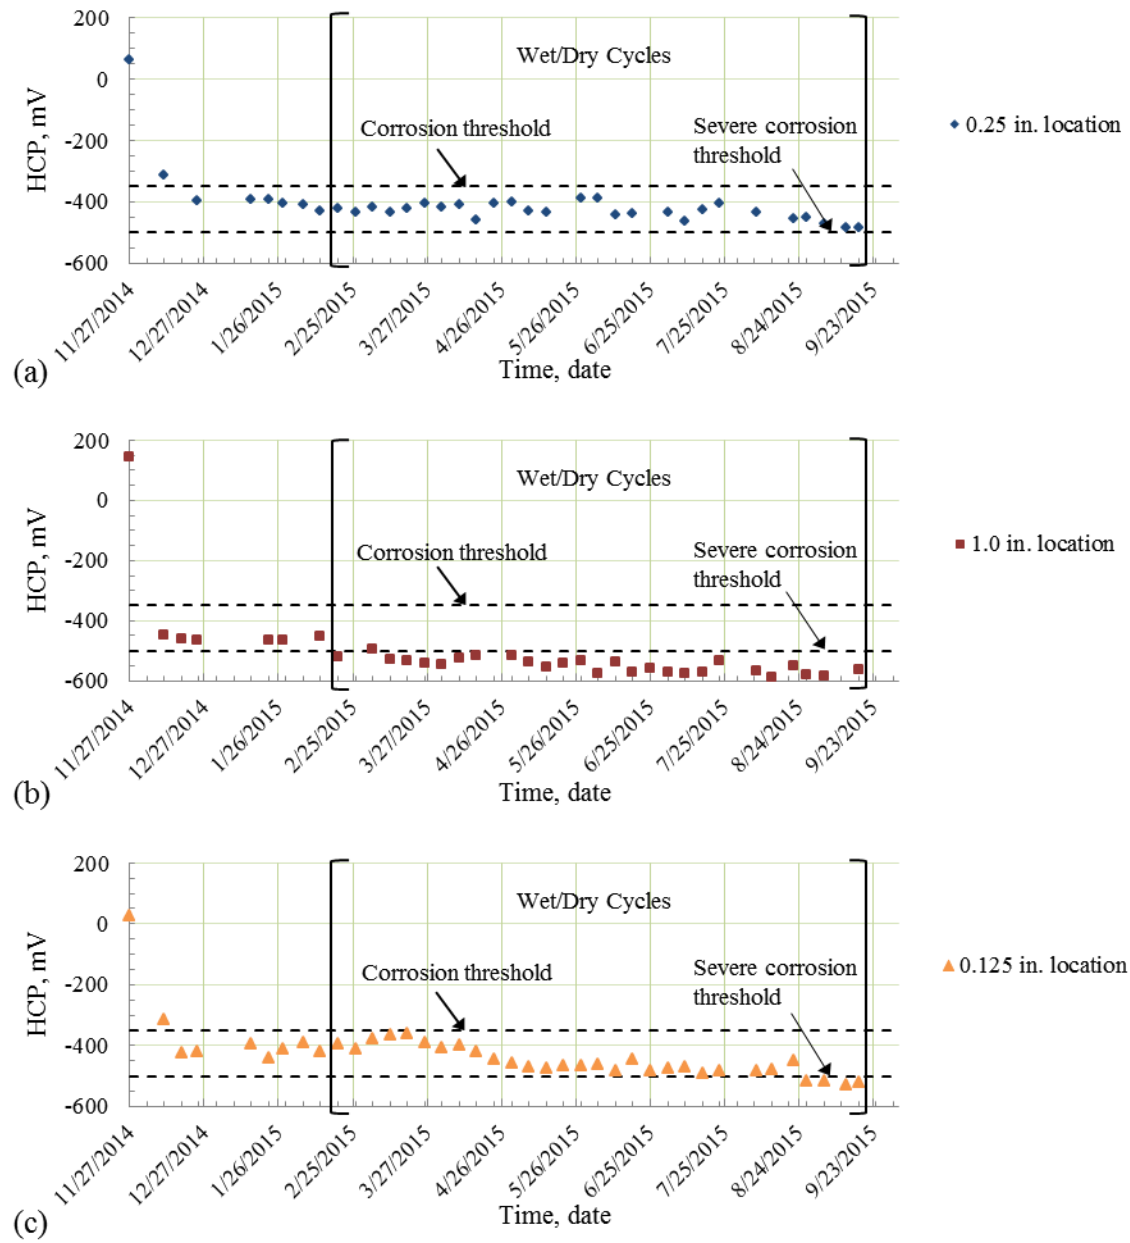 200
0
-200
-400
-600
HCP, mV
Wet/Dry Cycles
Corrosion threshold
Severe corrosion
threshold
0.25 in. location
11/27/2014
12/27/2014
1/26/2015
2/25/2015
3/27/2015
4/26/2015
5/26/2015
6/25/2015
7/25/2015
8/24/2015
9/23/2015
Time, date
(a)
200
0
-200
-400
-600
HCP, mV
Wet/Dry Cycles
Corrosion threshold
Severe corrosion
threshold
1.0 in. location
11/27/2014
12/27/2014
1/26/2015
2/25/2015
3/27/2015
4/26/2015
5/26/2015
6/25/2015
7/25/2015
8/24/2015
9/23/2015
Time, date
(b)
200
0
-200
-400
-600
HCP, mV
Wet/Dry Cycles
Corrosion threshold
Severe corrosion
threshold
0.125 in. location
11/27/2014
12/27/2014
1/26/2015
2/25/2015
3/27/2015
4/26/2015
5/26/2015
6/25/2015
7/25/2015
8/24/2015
9/23/2015
Time, date
(c)